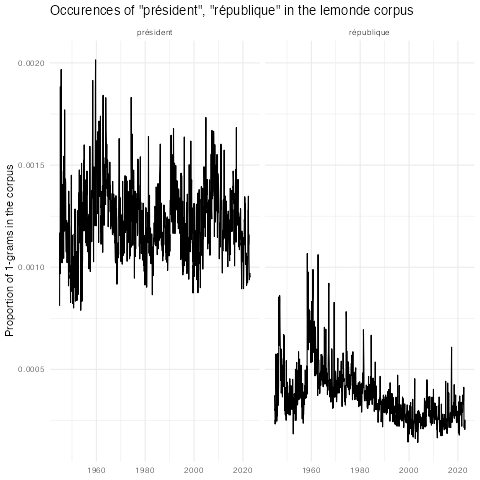 Occurences of "président", "république" in the lemonde corpus
président
république
Proportion of 1-grams in the corpus
0.0020
0.0015
0.0010
0.0005
1960 1980 2000 2020
1960 1980 2000 2020